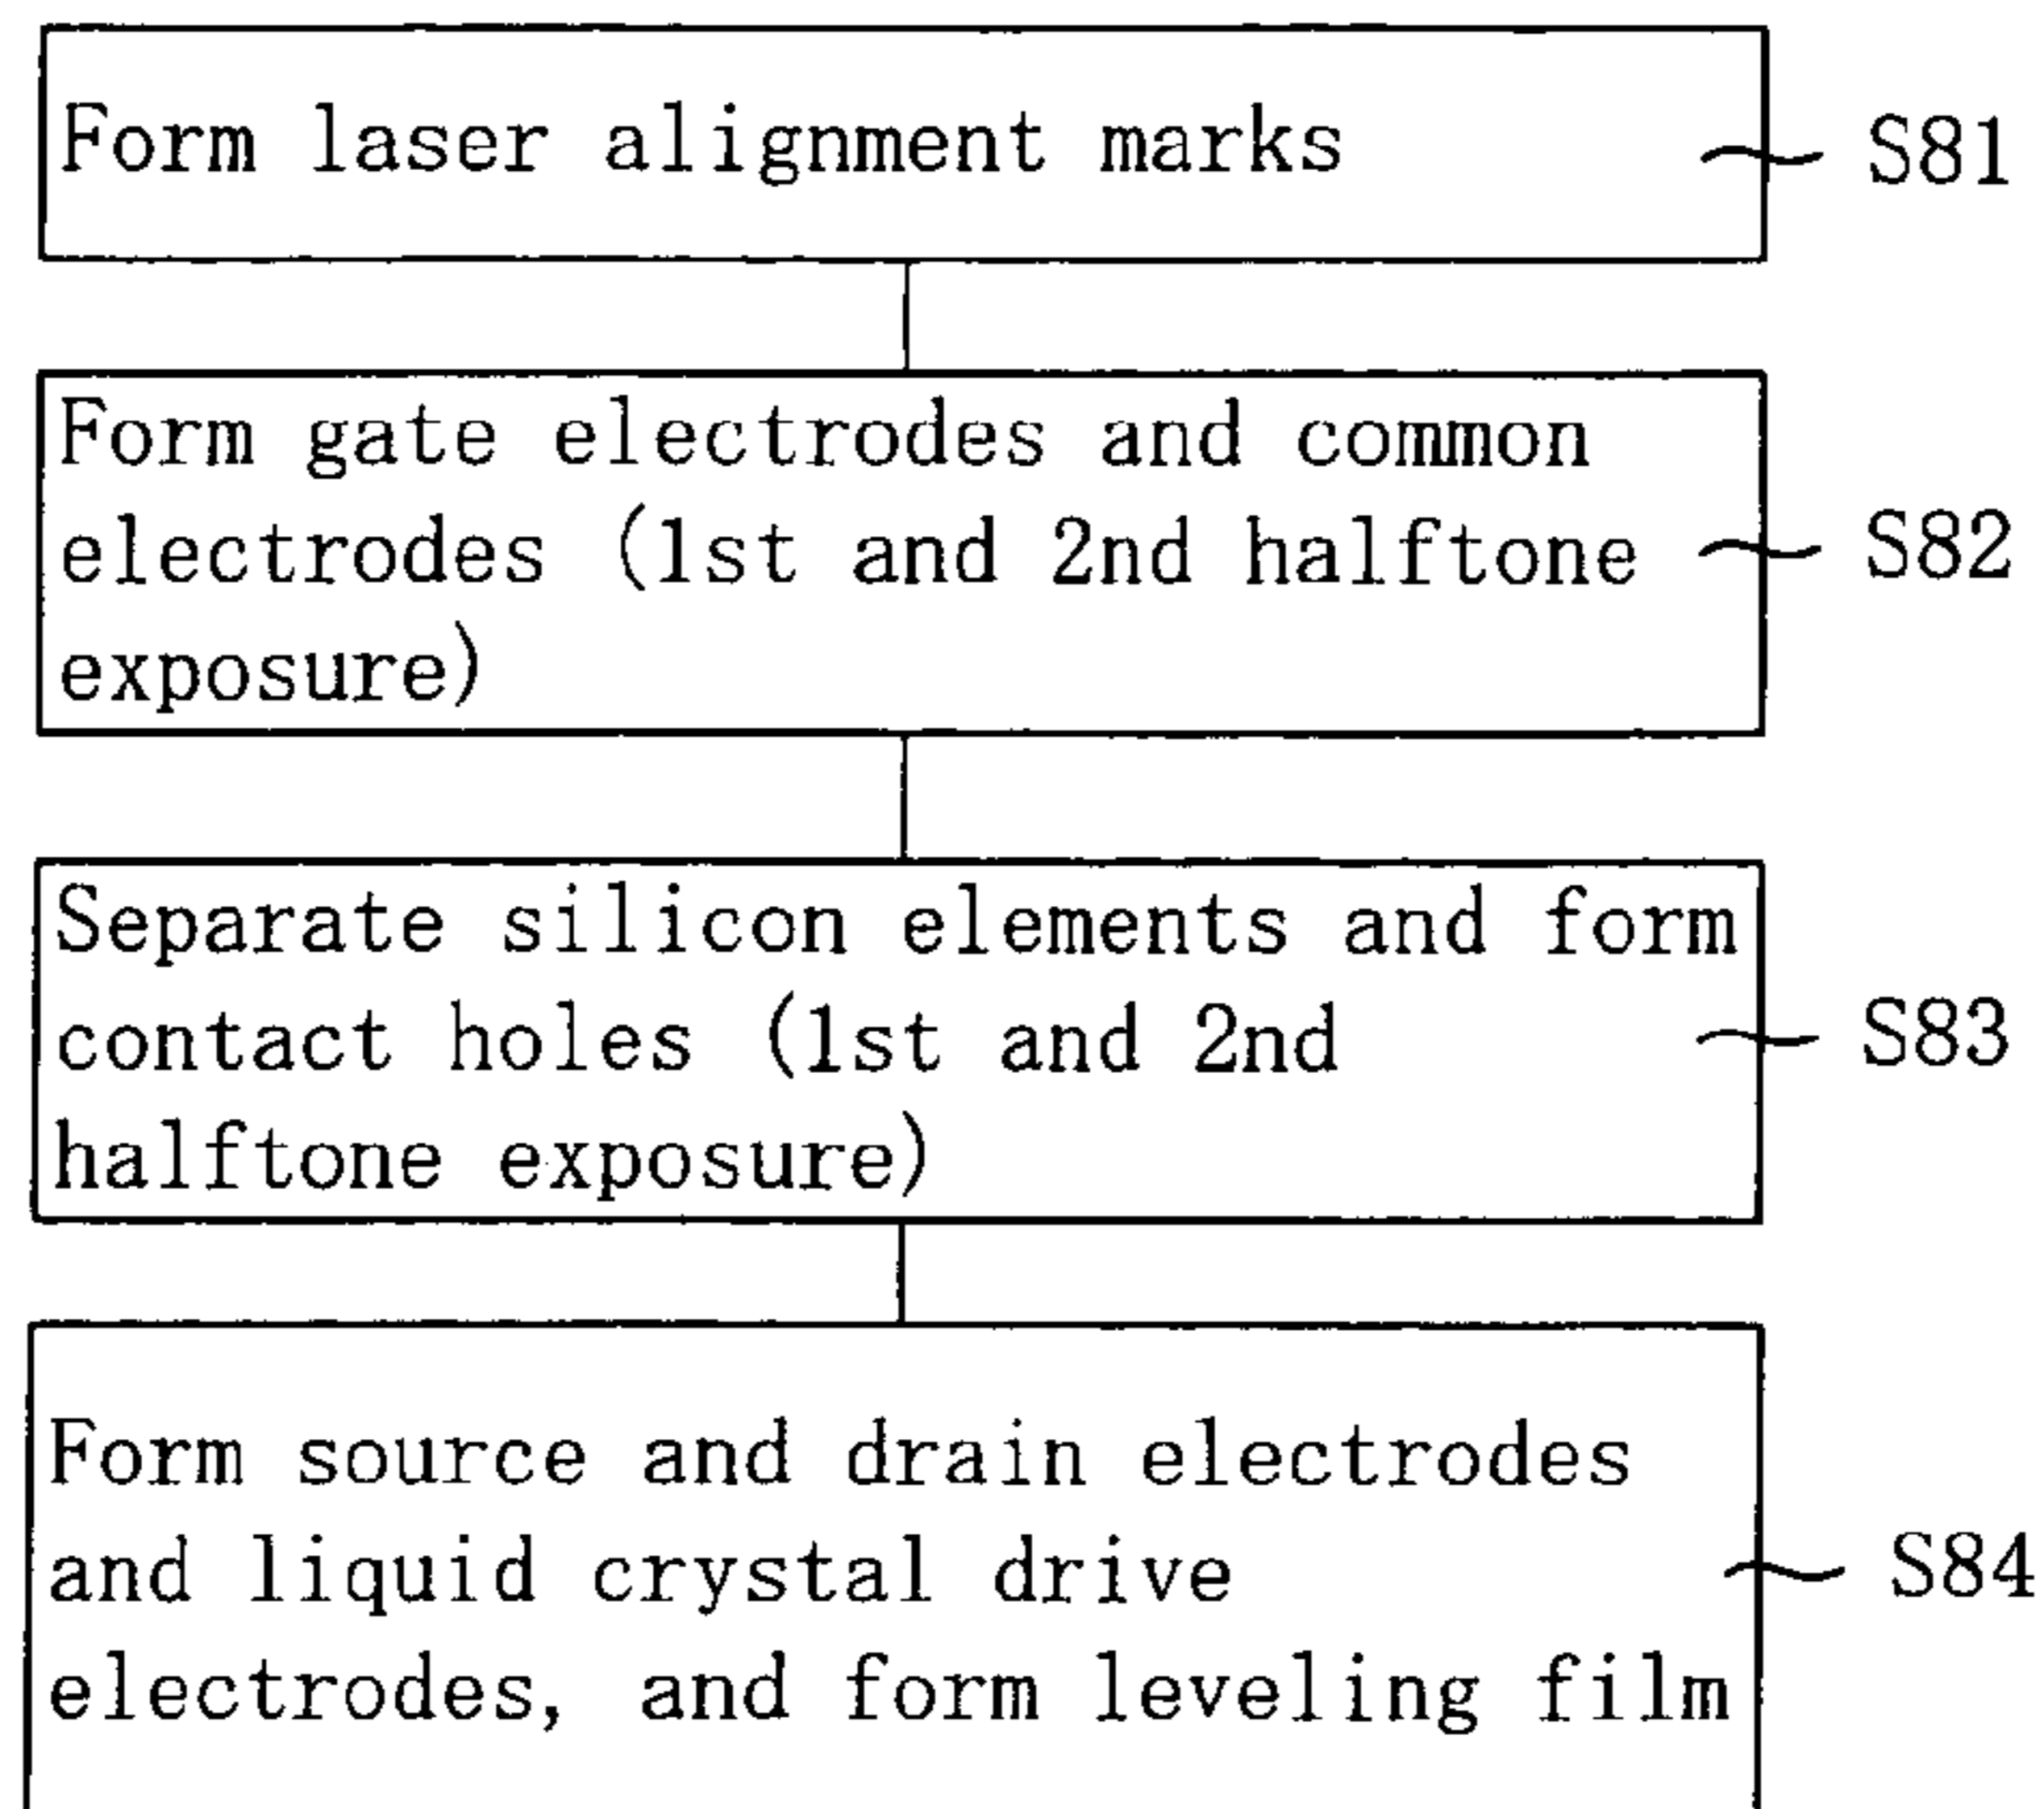 Form laser alignment marks
S81
Form gate electrodes and common
electrodes (1st and 2nd halftone
exposure)
S82
Separate silicon elements and form
contact holes (1st and 2nd
halftone exposure)
S83
Form source and drain electrodes
and liquid crystal drive
electrodes, and form leveling film
S84